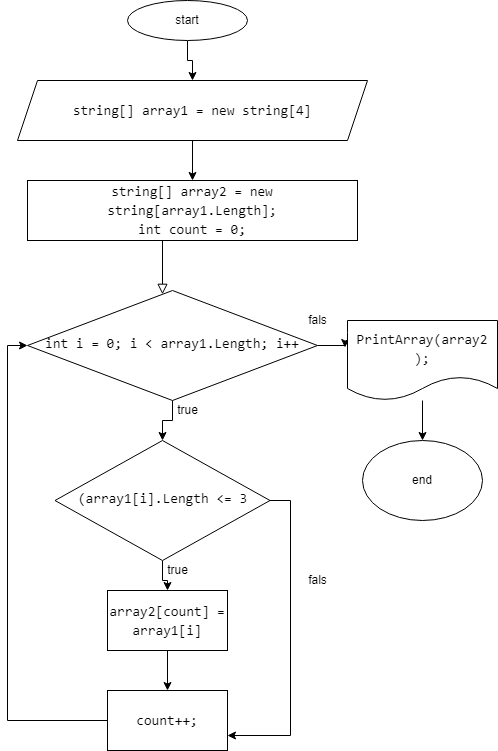 start
string[] array1 = new string[4]
string[] array2 = new
string[array1.Length];
int count = 0;
int i = 0; i < array1.Length; i++
fals
PrintArray(array2
);
true
end
(array1[i].Length <= 3
true
fals
array2[count] =
array1[i]
count++;